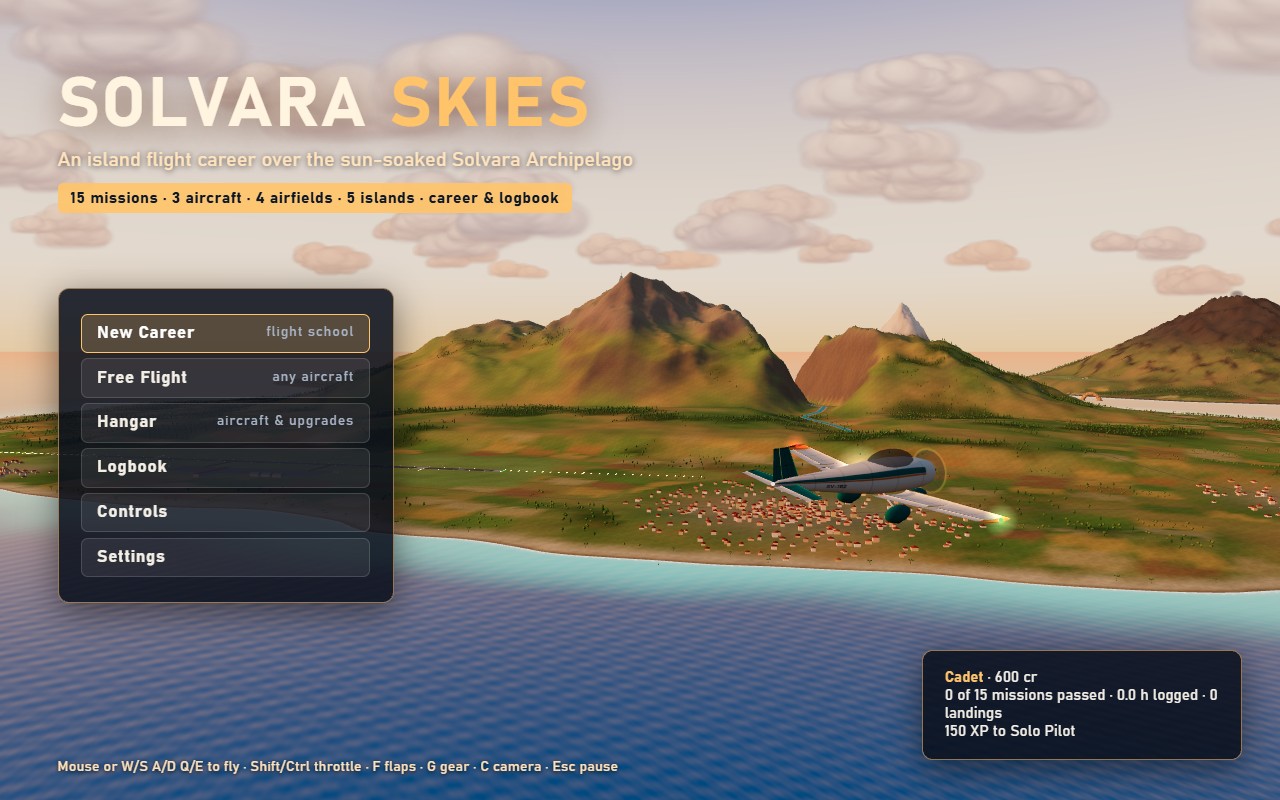 SOLVARA SKIES
An island flight career over the sun-soaked Solvara Archipelago
15 missions · 3 aircraft · 4 airfields · 5 islands · career & logbook
New Career flight school
Free Flight any aircraft
Hangar aircraft & upgrades
Logbook
Controls
Settings
Cadet · 600 cr
0 of 15 missions passed · 0.0 h logged · 0
landings
150 XP to Solo Pilot
Mouse or W/S A/D Q/E to fly · Shift/Ctrl throttle · F flaps · G gear · C camera · Esc pause